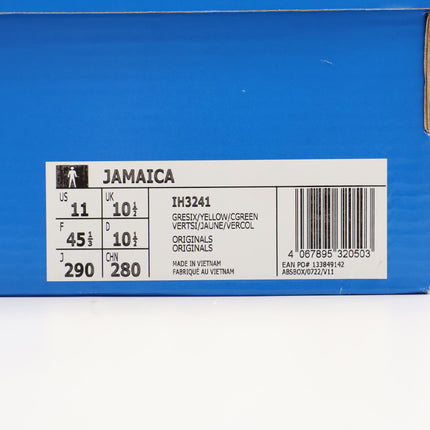 JAMAICA
US 11
UK 10½
F 45⅓
D 10½
J 290
CHN 280
IH3241
GRESIX/YELLOW/CGREEN
VERTSI/JAUNE/VERCOL
ORIGINALS
ORIGINALS
MADE IN VIETNAM
FABRIQUÉ AU VIETNAM
4 067895 320503
EAN PO# 133849142
ABSBOX/0722/V11